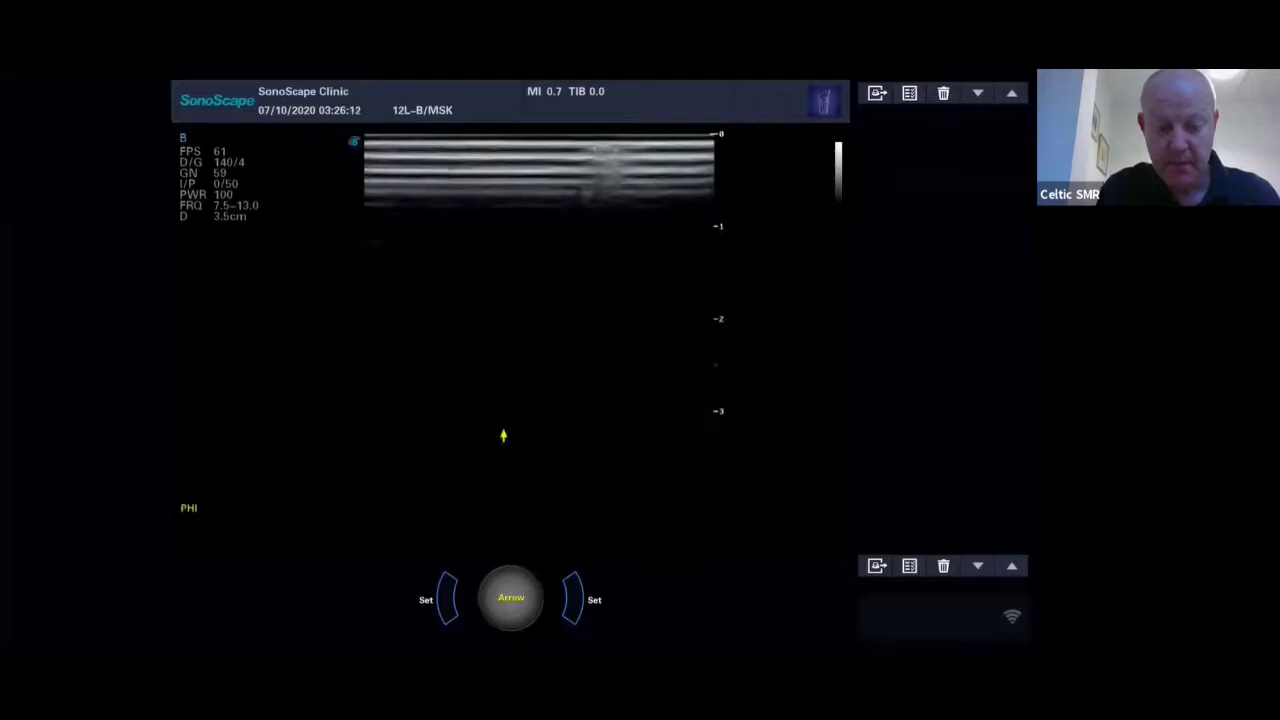 SonoScape
SonoScape Clinic
07/10/2020 03:26:12
12L-B/MSK
MI 0.7 TIB 0.0
B
FPS 61
D/G 140/4
GN 59
I/P 0/50
PWR 100
FRQ 7.5-13.0
D 3.5cm
0
1
2
3
Celtic SMR
PHI
Set
Arrow
Set